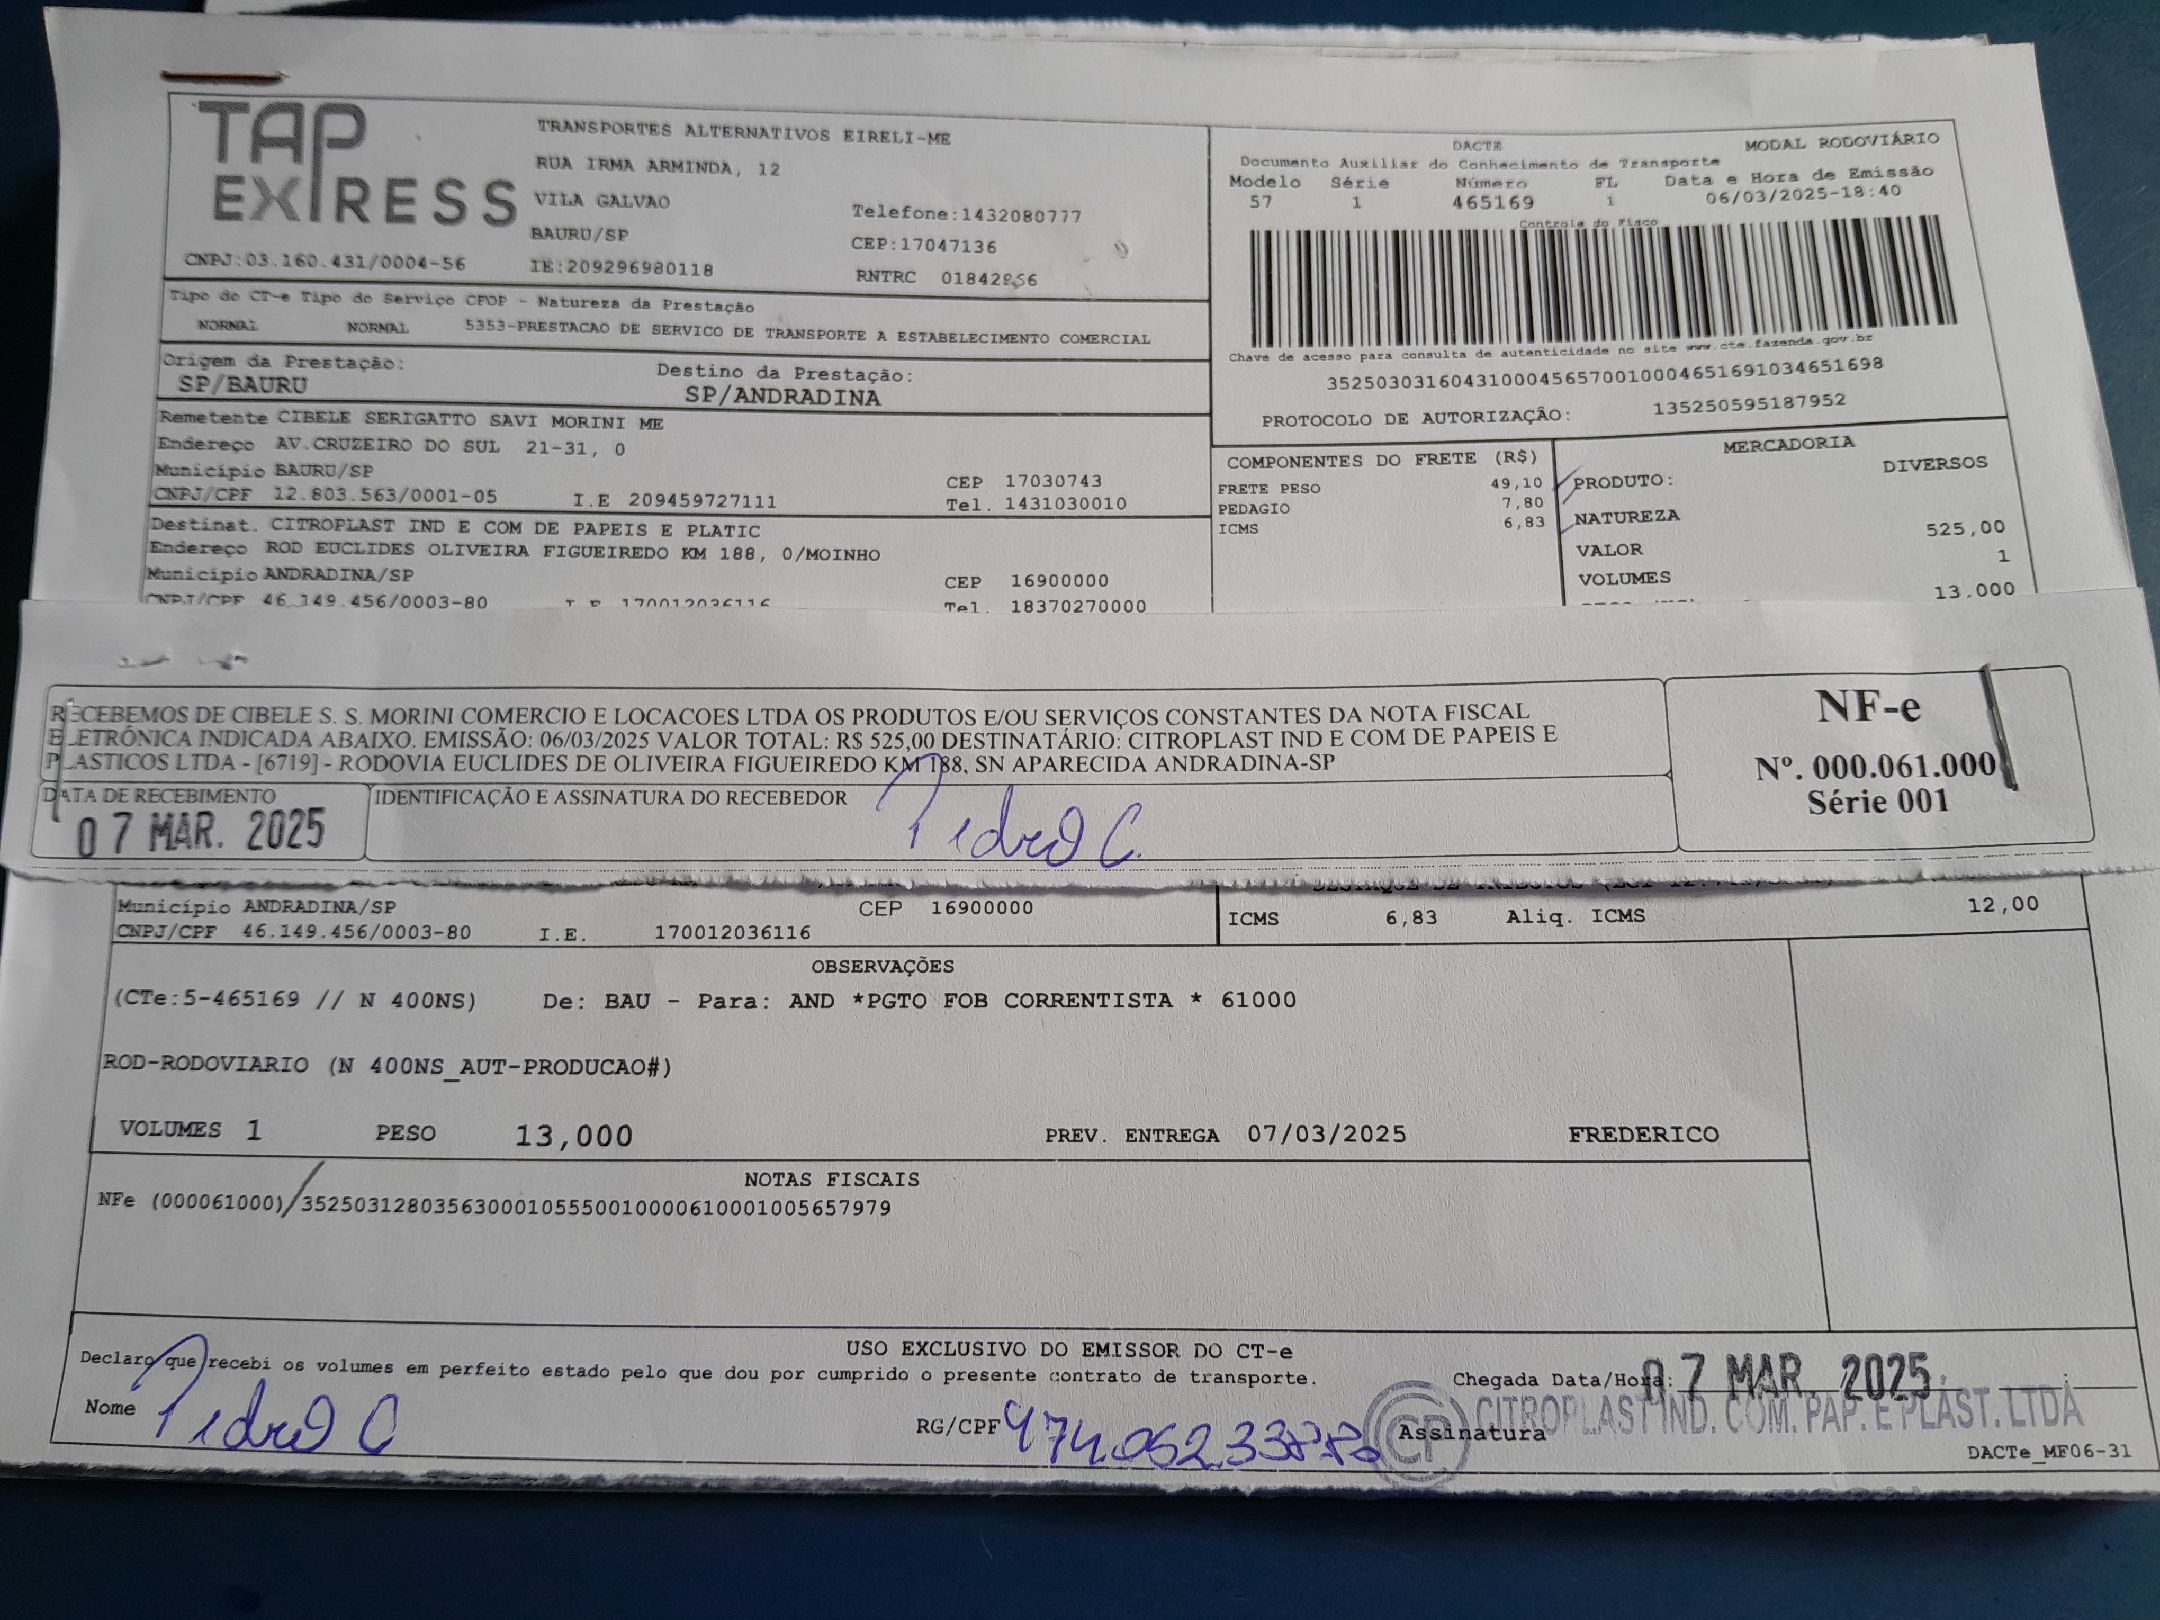 TAP
EXPRESS
TRANSPORTES ALTERNATIVOS EIRELI-ME
RUA IRMA ARMINDA, 12
VILA GALVAO
Telefone:1432080777
BAURU/SP
CEP:17047136
CNPJ:03.160.431/0004-56 IE:209296980118 RNTRC
DACTE MODAL RODOVIÁRIO
Documento Auxiliar do Conhecimento de Transporte
Modelo Série Número FL Data e Hora de Emissão
57 1 465169 1 06/03/2025-18:40
Controle do Fisco
Chave de acesso para consulta de autenticidade no site www.cte.fazenda.gov.br
35250303160431000456570010004651691034651698
PROTOCOLO DE AUTORIZAÇÃO: 135250595187952
Tipo do CT-e Tipo do Serviço CFOP - Natureza da Prestação
NORMAL NORMAL 5353-PRESTACAO DE SERVICO DE TRANSPORTE A ESTABELECIMENTO COMERCIAL
Origem da Prestação: Destino da Prestação:
SP/BAURU SP/ANDRADINA
Remetente CIBELE SERIGATTO SAVI MORINI ME
Endereço AV.CRUZEIRO DO SUL 21-31, 0
Município BAURU/SP CEP 17030743
CNPJ/CPF 12.803.563/0001-05 I.E 209459727111 Tel. 1431030010
Destinat. CITROPLAST IND E COM DE PAPEIS E PLATIC
Endereço ROD EUCLIDES OLIVEIRA FIGUEIREDO KM 188, 0/MOINHO
Município ANDRADINA/SP CEP 16900000
CNPJ/CPF 46.149.456/0003-80 I.E 170012036116 Tel. 18370270000
COMPONENTES DO FRETE (R$)
FRETE PESO 49,10
PEDAGIO 7,80
ICMS 6,83
MERCADORIA
PRODUTO: DIVERSOS
NATUREZA
VALOR 525,00
VOLUMES 1
13,000
RECEBEMOS DE CIBELE S. S. MORINI COMERCIO E LOCACOES LTDA OS PRODUTOS E/OU SERVIÇOS CONSTANTES DA NOTA FISCAL
ELETRÔNICA INDICADA ABAIXO. EMISSÃO: 06/03/2025 VALOR TOTAL: R$ 525,00 DESTINATÁRIO: CITROPLAST IND E COM DE PAPEIS E
PLASTICOS LTDA - [6719] - RODOVIA EUCLIDES DE OLIVEIRA FIGUEIREDO KM 188, SN APARECIDA ANDRADINA-SP
DATA DE RECEBIMENTO IDENTIFICAÇÃO E ASSINATURA DO RECEBEDOR
07 MAR. 2025 Pedro C.
NF-e
Nº. 000.061.000
Série 001
Município ANDRADINA/SP CEP 16900000
CNPJ/CPF 46.149.456/0003-80 I.E. 170012036116
ICMS 6,83 Aliq. ICMS 12,00
OBSERVAÇÕES
(CTe:5-465169 // N 400NS) De: BAU - Para: AND *PGTO FOB CORRENTISTA * 61000
ROD-RODOVIARIO (N 400NS_AUT-PRODUCAO#)
VOLUMES 1 PESO 13,000 PREV. ENTREGA 07/03/2025 FREDERICO
NOTAS FISCAIS
NFe (000061000)/35250312803563000105550010000610001005657979
USO EXCLUSIVO DO EMISSOR DO CT-e
Declaro que recebi os volumes em perfeito estado pelo que dou por cumprido o presente contrato de transporte.
Chegada Data/Hora: 07 MAR. 2025
Nome Pedro C
RG/CPF
Assinatura
CP CITROPLAST IND. COM. PAP. E PLÁST. LTDA
DACTe_MF06-31